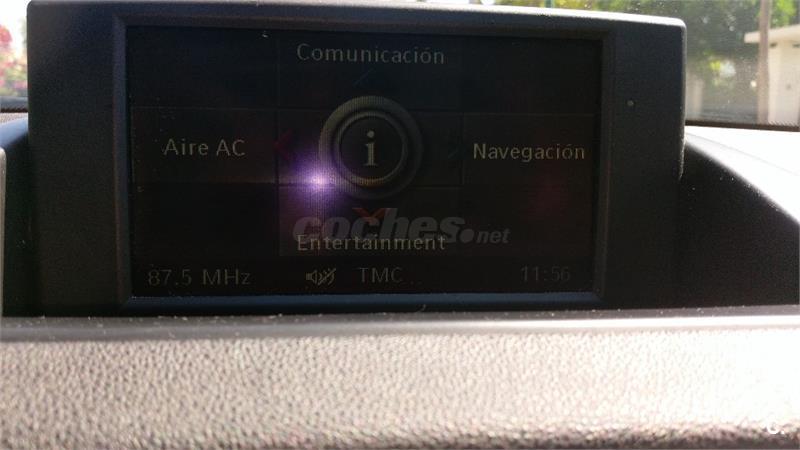 Comunicación
Aire AC
i
Navegación
coches.net
Entertainment
87.5 MHz TMC 11:56